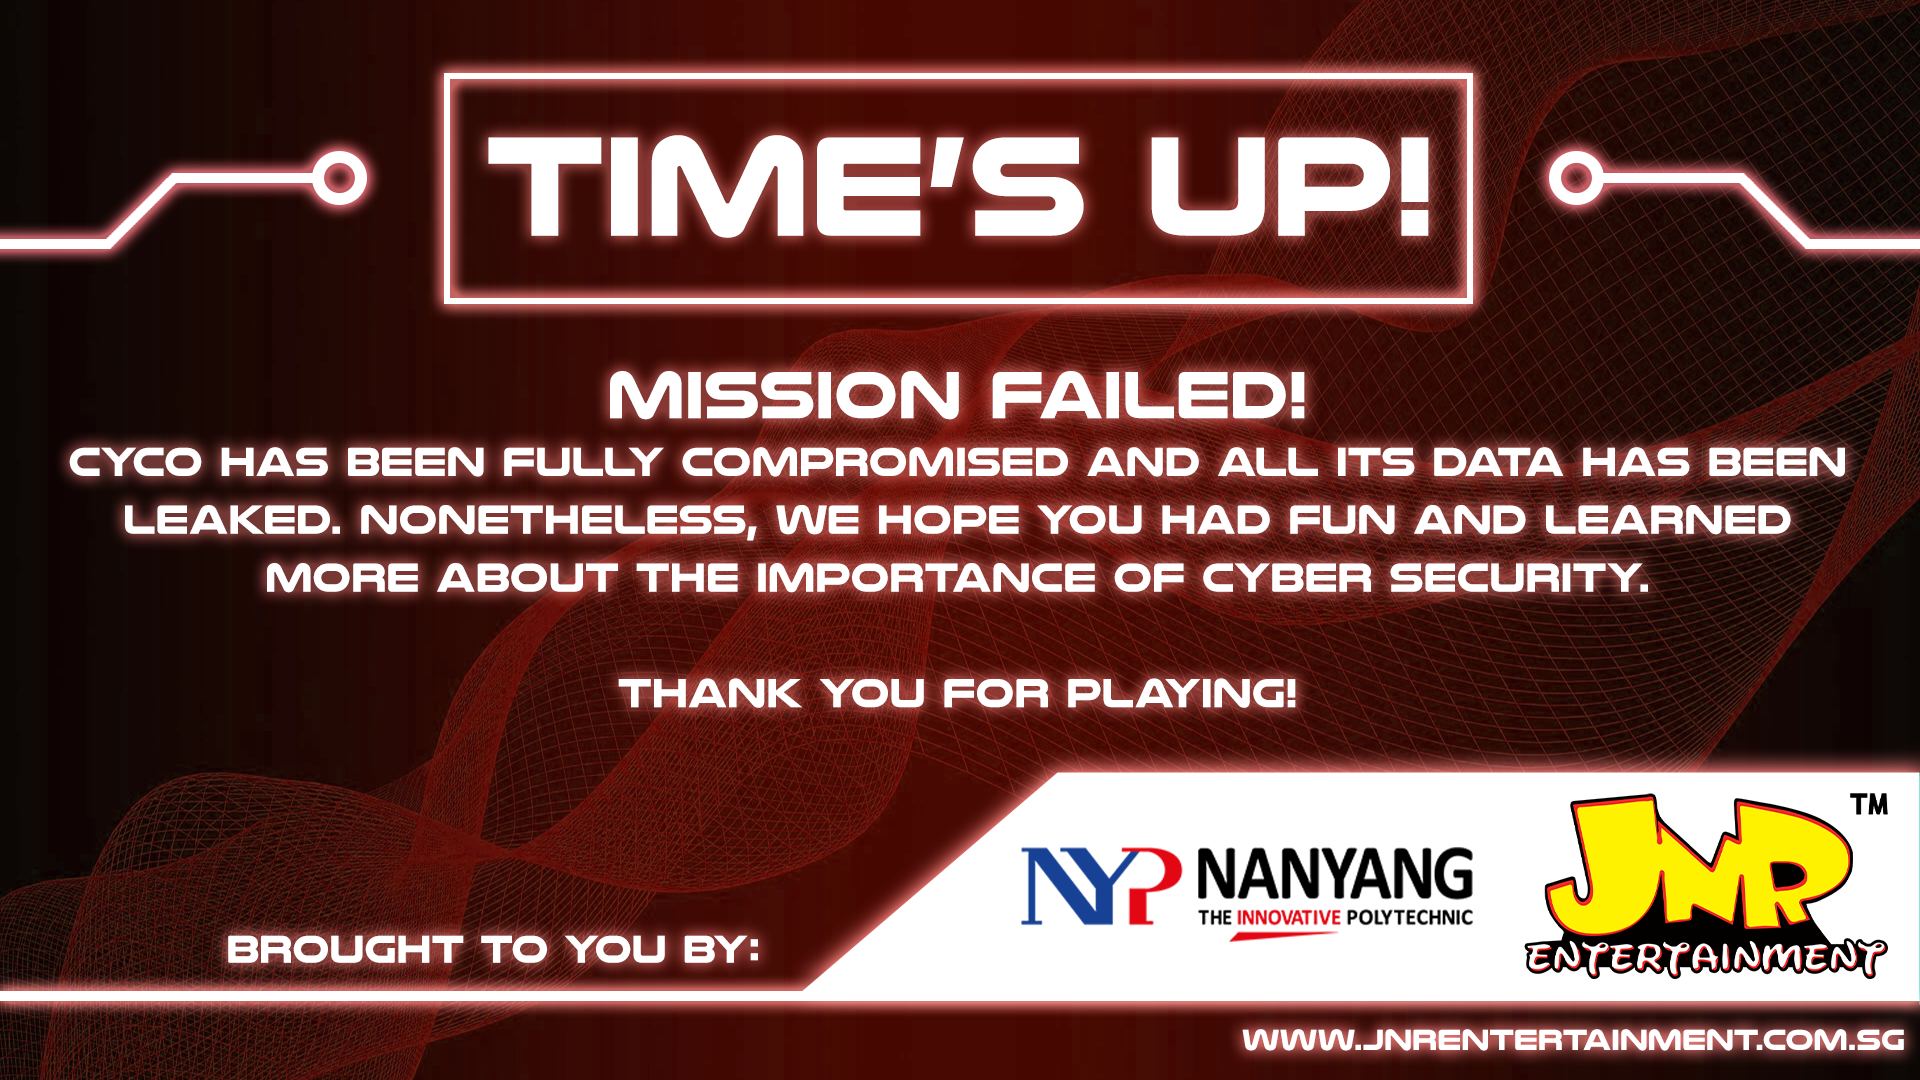 TIME'S UP!
MISSION FAILED!
CYCO HAS BEEN FULLY COMPROMISED AND ALL ITS DATA HAS BEEN
LEAKED. NONETHELESS, WE HOPE YOU HAD FUN AND LEARNED
MORE ABOUT THE IMPORTANCE OF CYBER SECURITY.
THANK YOU FOR PLAYING!
BROUGHT TO YOU BY:
NYP NANYANG
THE INNOVATIVE POLYTECHNIC
JNR TM
ENTERTAINMENT
WWW.JNRENTERTAINMENT.COM.SG